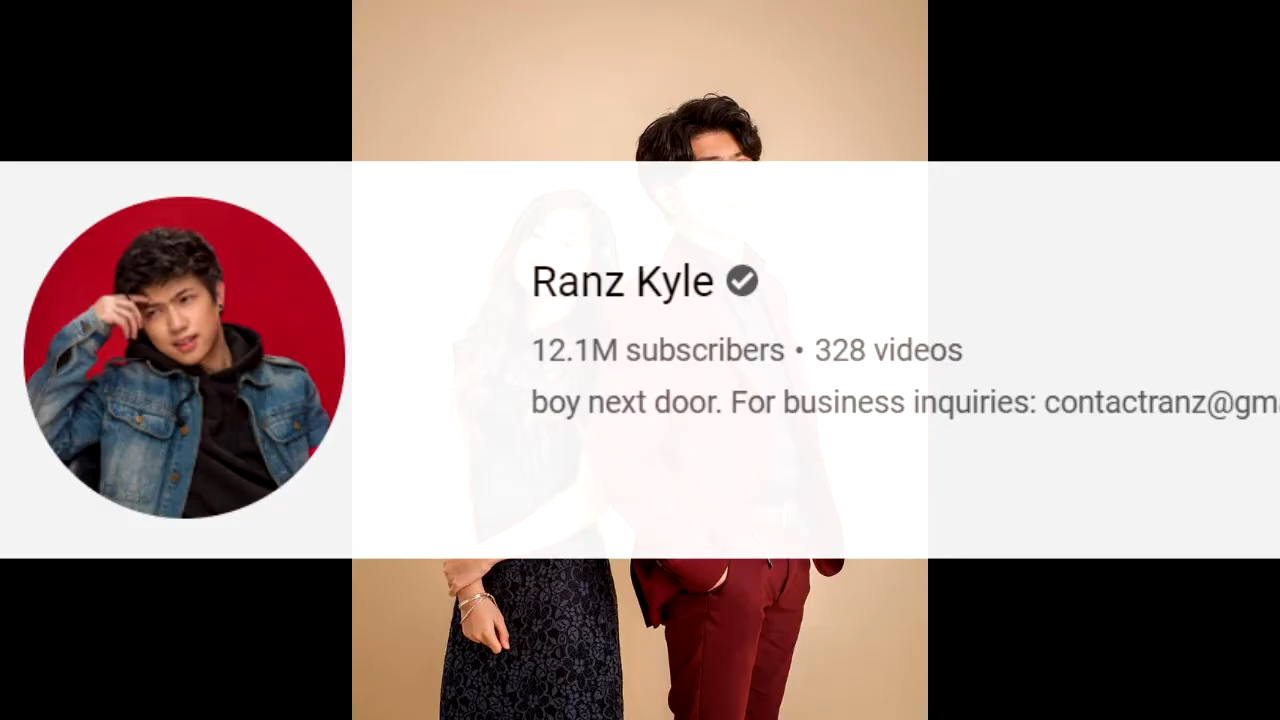 Ranz Kyle
12.1M subscribers • 328 videos
boy next door. For business inquiries: contactranz@gm